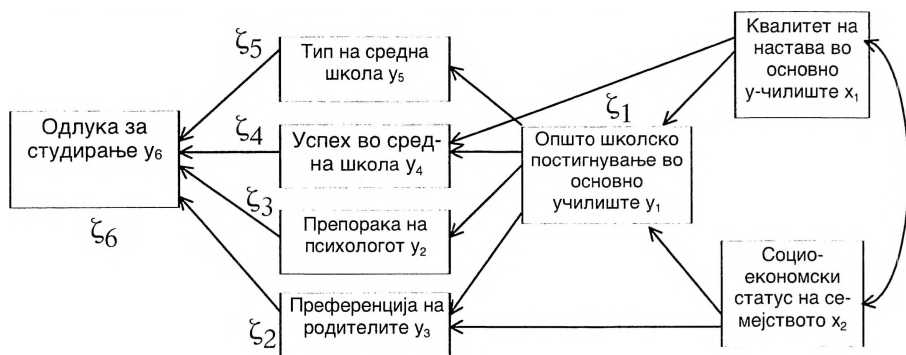 ζ5
Тип на средна
школа y5
Квалитет на
настава во
основно
у-чилиште x1
ζ1
Одлука за
студирање y6
ζ4
Успех во сред-
на школа y4
Општо школско
постигнување во
основно
училиште y1
ζ3
Препорака на
психологот y2
ζ6
Социо-
економски
статус на се-
мејството x2
ζ2
Преференција на
родителите y3